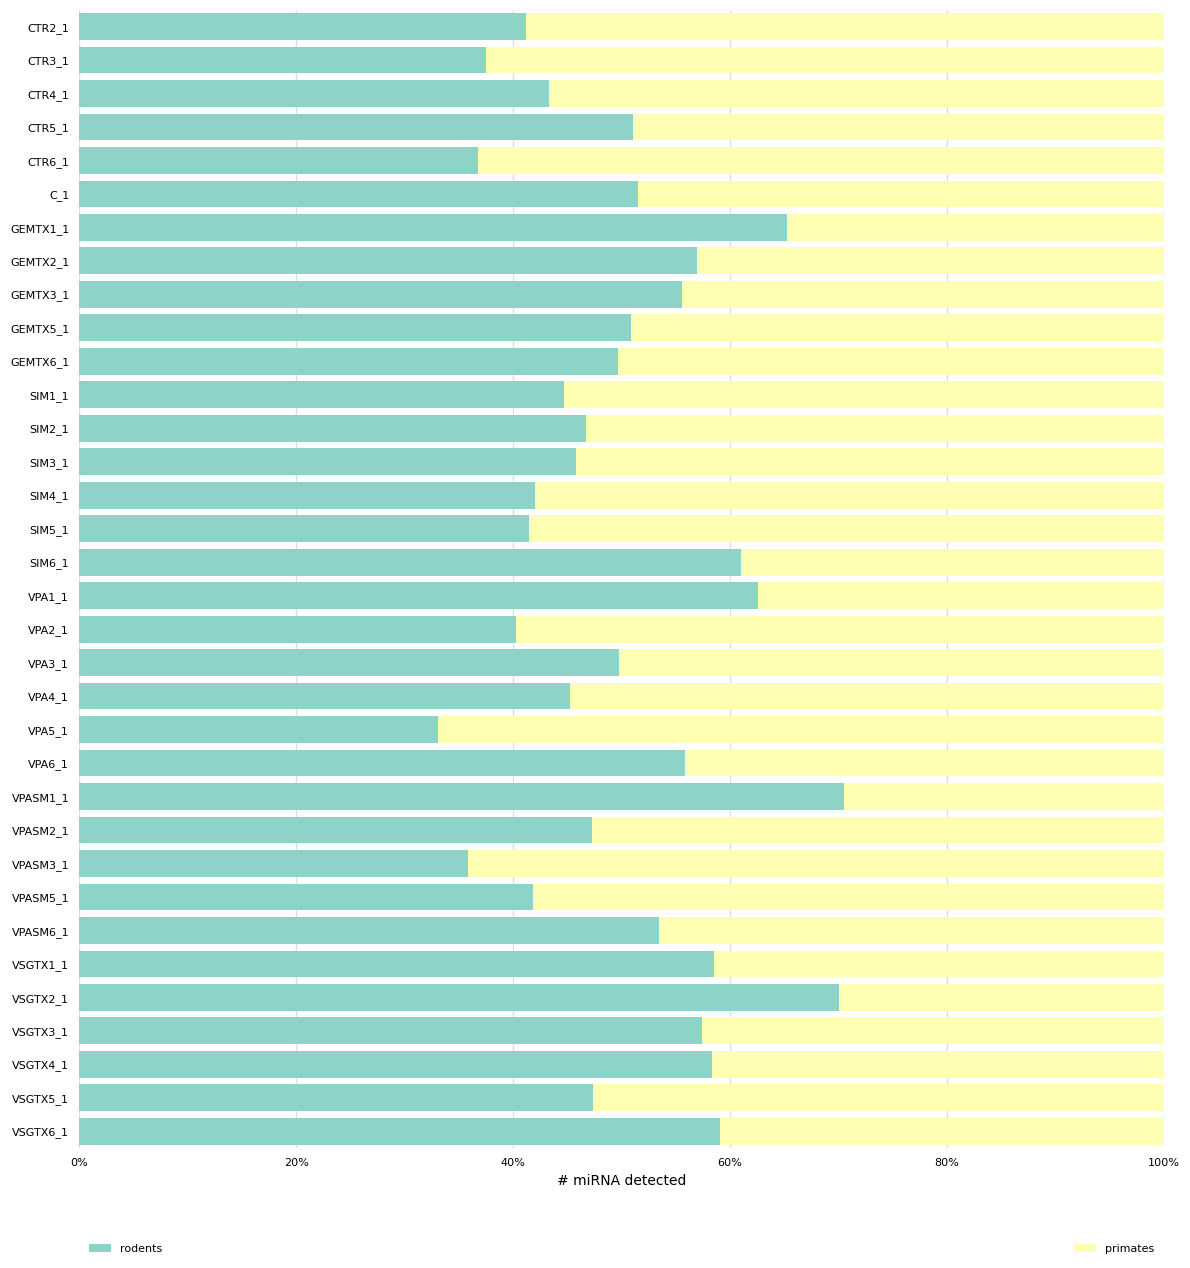 CTR2_1
CTR3_1
CTR4_1
CTR5_1
CTR6_1
C_1
GEMTX1_1
GEMTX2_1
GEMTX3_1
GEMTX5_1
GEMTX6_1
SIM1_1
SIM2_1
SIM3_1
SIM4_1
SIM5_1
SIM6_1
VPA1_1
VPA2_1
VPA3_1
VPA4_1
VPA5_1
VPA6_1
VPASM1_1
VPASM2_1
VPASM3_1
VPASM5_1
VPASM6_1
VSGTX1_1
VSGTX2_1
VSGTX3_1
VSGTX4_1
VSGTX5_1
VSGTX6_1
0% 20% 40% 60% 80% 100%
# miRNA detected
rodents primates